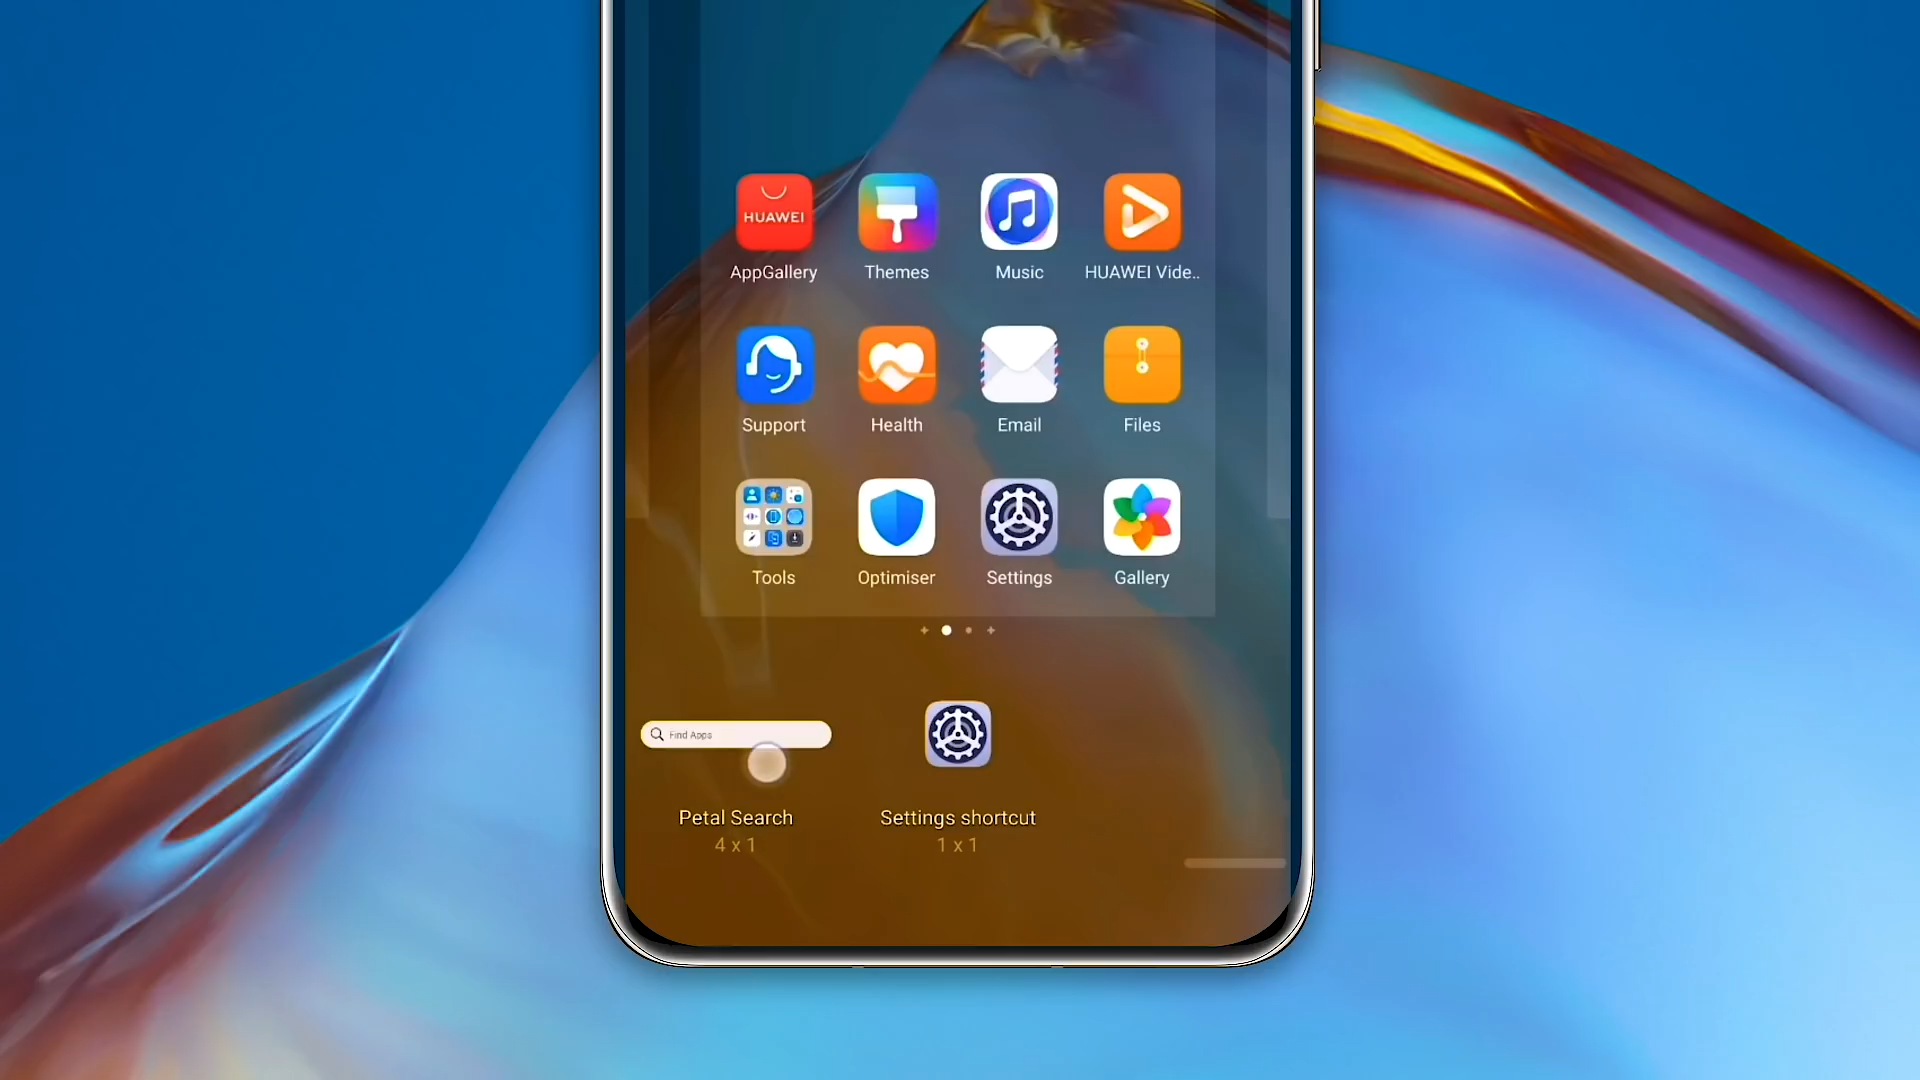 HUAWEI
AppGallery
Themes
Music
HUAWEI Vide..
Support
Health
Email
Files
Tools
Optimiser
Settings
Gallery
Find Apps
Petal Search
Settings shortcut
4 x 1
1 x 1